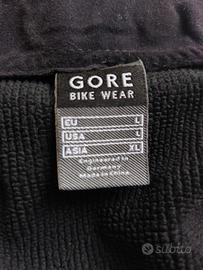 GORE
BIKE WEAR
EU L
USA L
ASIA XL
Engineered in
Germany
Made in China
subito